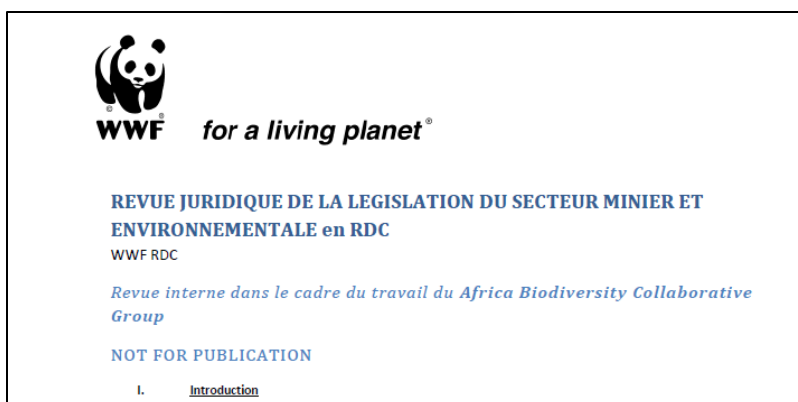 ©
®
WWF for a living planet®
REVUE JURIDIQUE DE LA LEGISLATION DU SECTEUR MINIER ET
ENVIRONNEMENTALE en RDC
WWF RDC
Revue interne dans le cadre du travail du Africa Biodiversity Collaborative
Group
NOT FOR PUBLICATION
I. Introduction